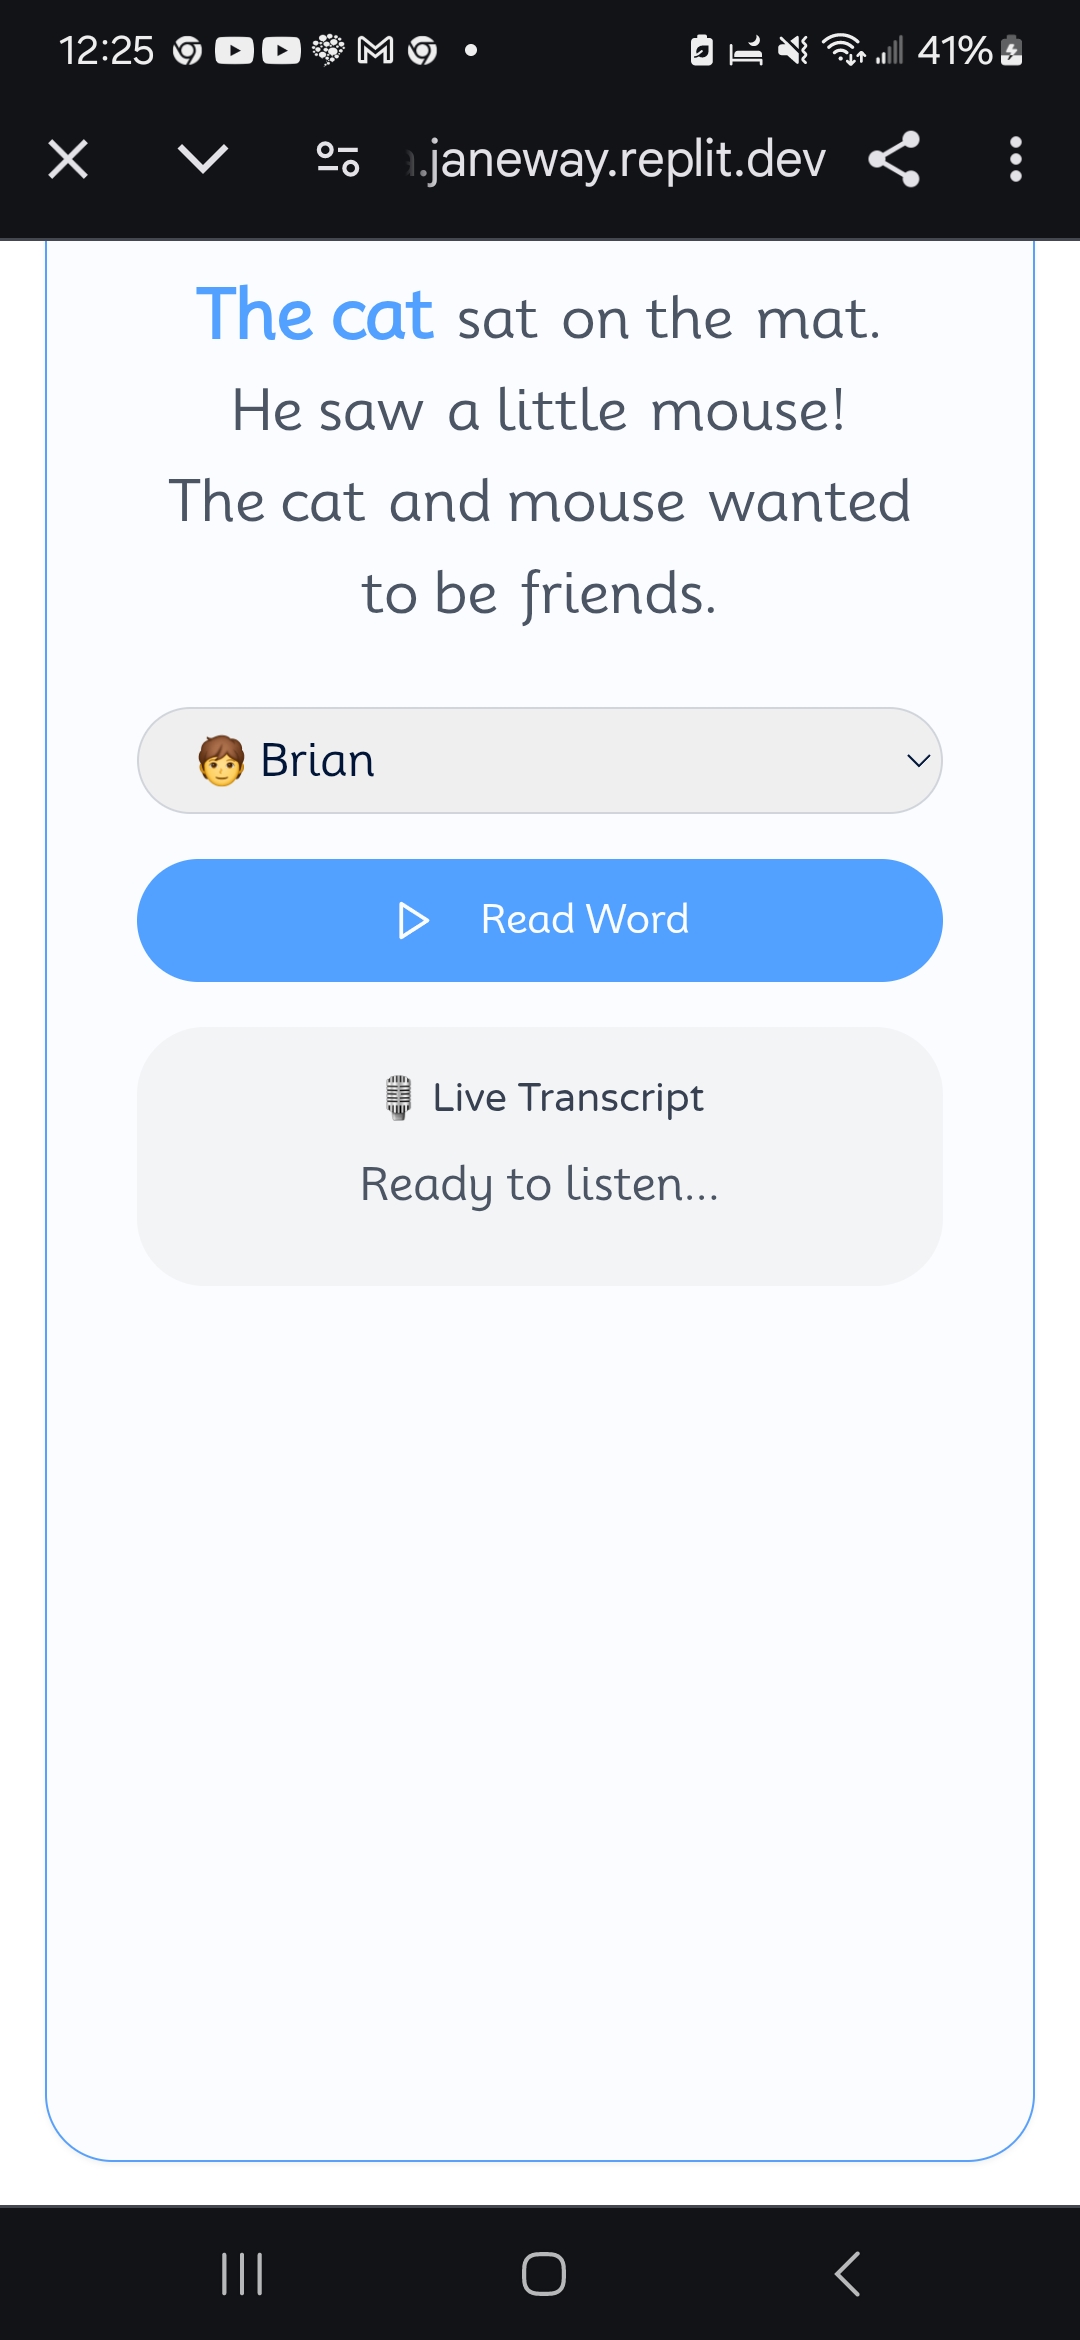 12:25
41%
.janeway.replit.dev
The cat sat on the mat.
He saw a little mouse!
The cat and mouse wanted
to be friends.
Brian
Read Word
Live Transcript
Ready to listen...